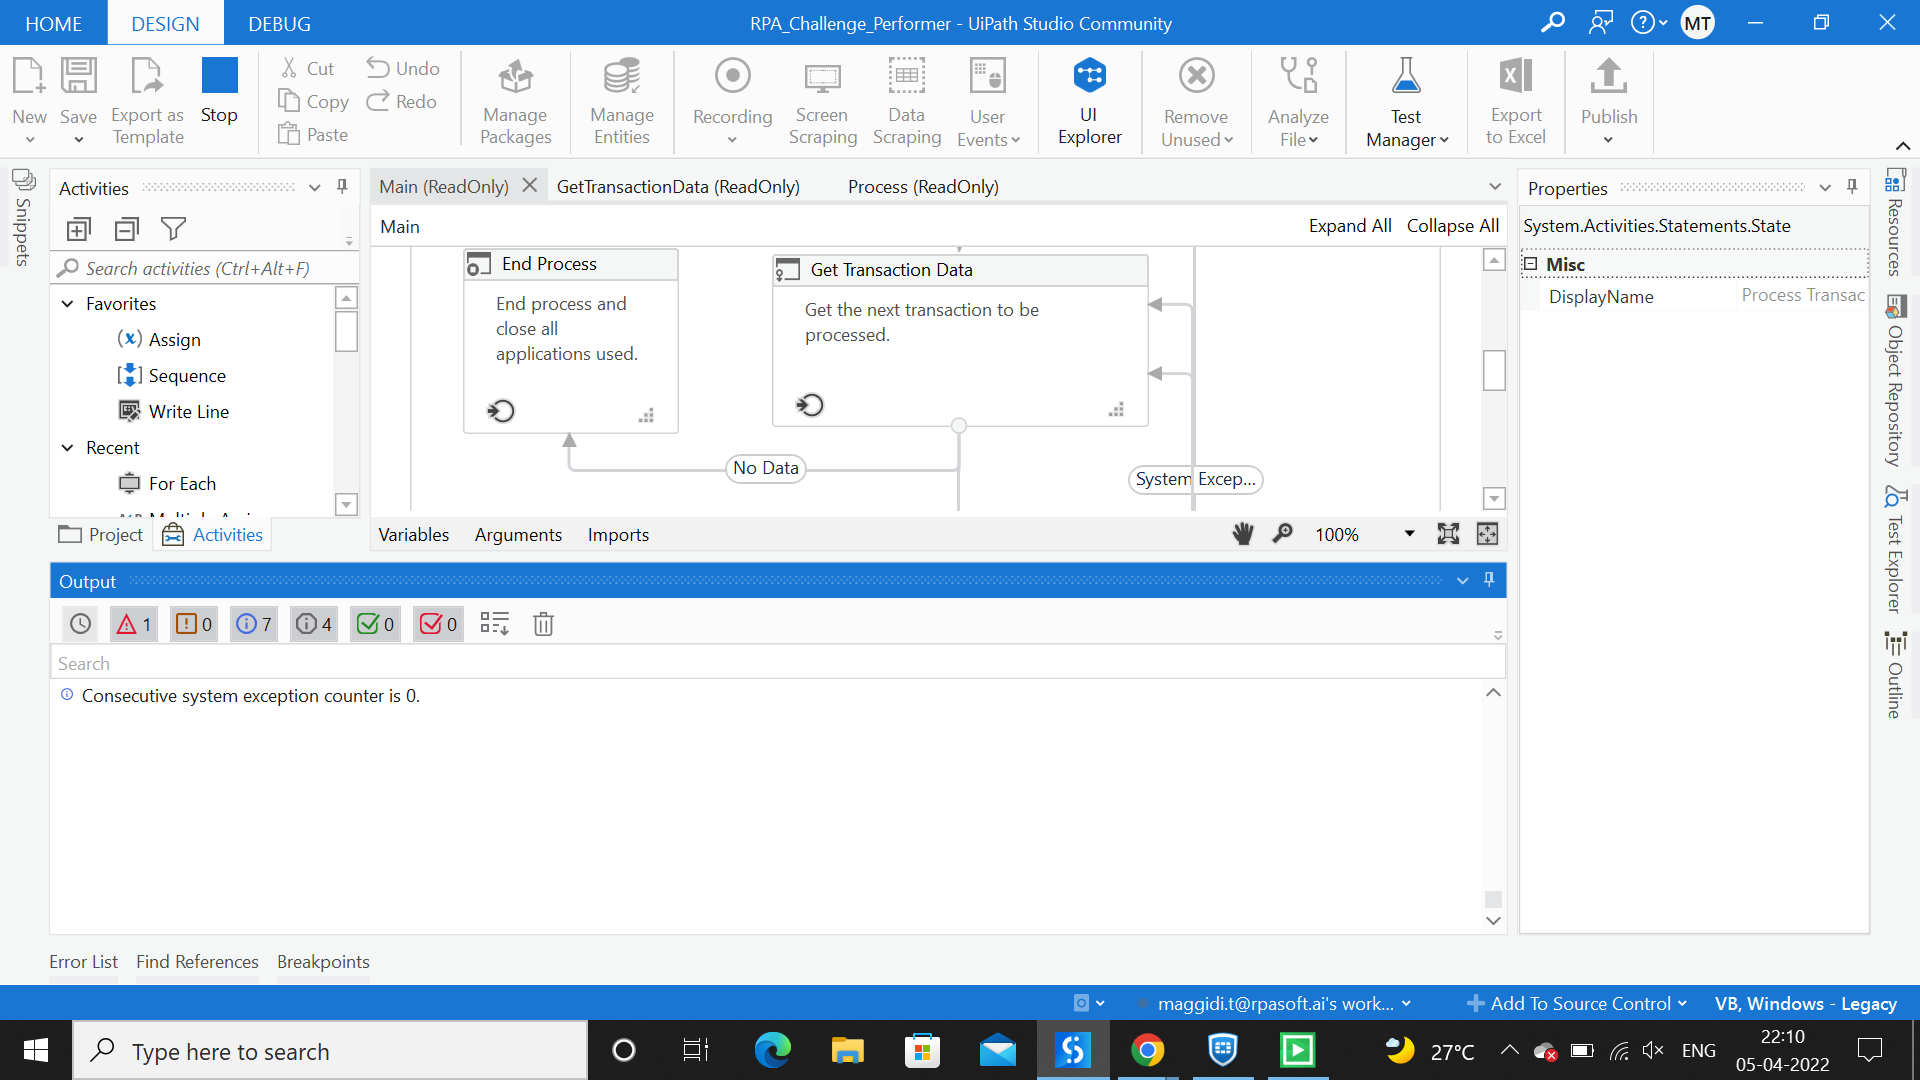 HOME
DESIGN
DEBUG
RPA_Challenge_Performer - UiPath Studio Community
MT
New
Save
Export as
Template
Stop
Cut
Copy
Paste
Undo
Redo
Manage
Packages
Manage
Entities
Recording
Screen
Scraping
Data
Scraping
User
Events
UI
Explorer
Remove
Unused
Analyze
File
Test
Manager
Export
to Excel
Publish
Snippets
Activities
Search activities (Ctrl+Alt+F)
Favorites
Assign
Sequence
Write Line
Recent
For Each
Project
Activities
Main (ReadOnly)
GetTransactionData (ReadOnly)
Process (ReadOnly)
Main
Expand All
Collapse All
End Process
End process and
close all
applications used.
Get Transaction Data
Get the next transaction to be
processed.
No Data
System Excep...
Variables
Arguments
Imports
100%
Properties
System.Activities.Statements.State
Misc
DisplayName
Process Transac
Resources
Object Repository
Test Explorer
Outline
Output
1
0
7
4
0
0
Search
Consecutive system exception counter is 0.
Error List
Find References
Breakpoints
maggidi.t@rpasoft.ai's work...
Add To Source Control
VB, Windows - Legacy
Type here to search
27°C
ENG
22:10
05-04-2022